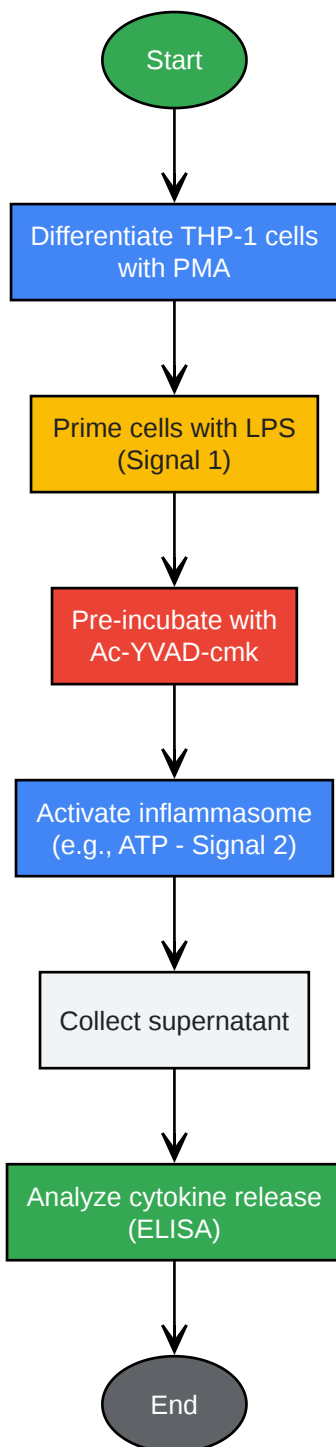 Start
Differentiate THP-1 cells
with PMA
Prime cells with LPS
(Signal 1)
Pre-incubate with
Ac-YVAD-cmk
Activate inflammasome
(e.g., ATP - Signal 2)
Collect supernatant
Analyze cytokine release
(ELISA)
End